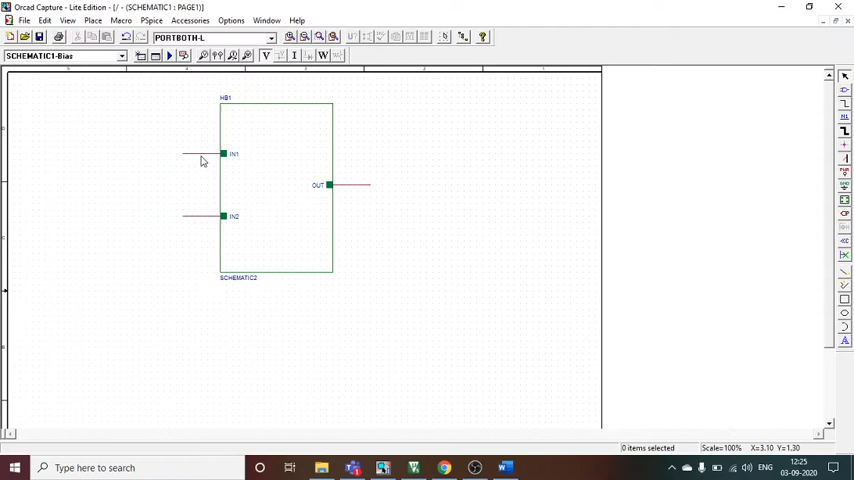 Orcad Capture - Lite Edition - [/ - (SCHEMATIC1 : PAGE1)]
File Edit View Place Macro PSpice Accessories Options Window Help
PORTBOTH-L
SCHEMATIC1-Bias
V I W
HB1
IN1
OUT
IN2
SCHEMATIC2
0 items selected Scale=100% X=3.10 Y=1.30
Type here to search
ENG
12:25
03-09-2020